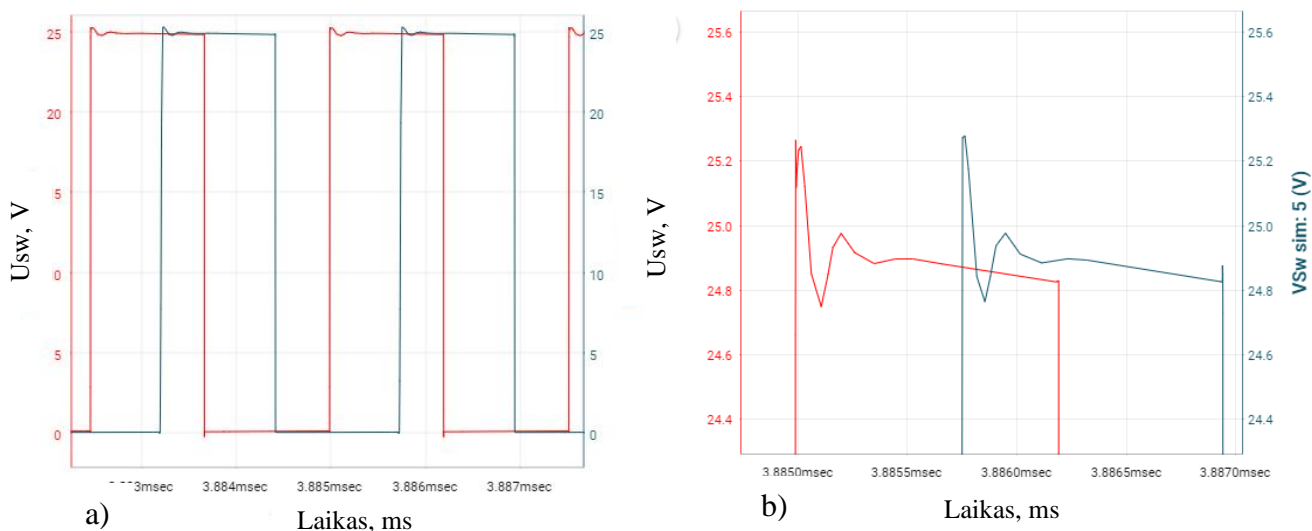 25
20
5
0
5
0
25
20
15
10
5
0
Usw, V
3msec
3.884msec
3.885msec
3.886msec
3.887msec
a)
Laikas, ms
25.6
25.4
25.2
25.0
24.8
24.6
24.4
25.6
25.4
25.2
25.0
24.8
24.6
24.4
Usw, V
VSw sim: 5 (V)
3.8850msec
3.8855msec
3.8860msec
3.8865msec
3.8870msec
b)
Laikas, ms